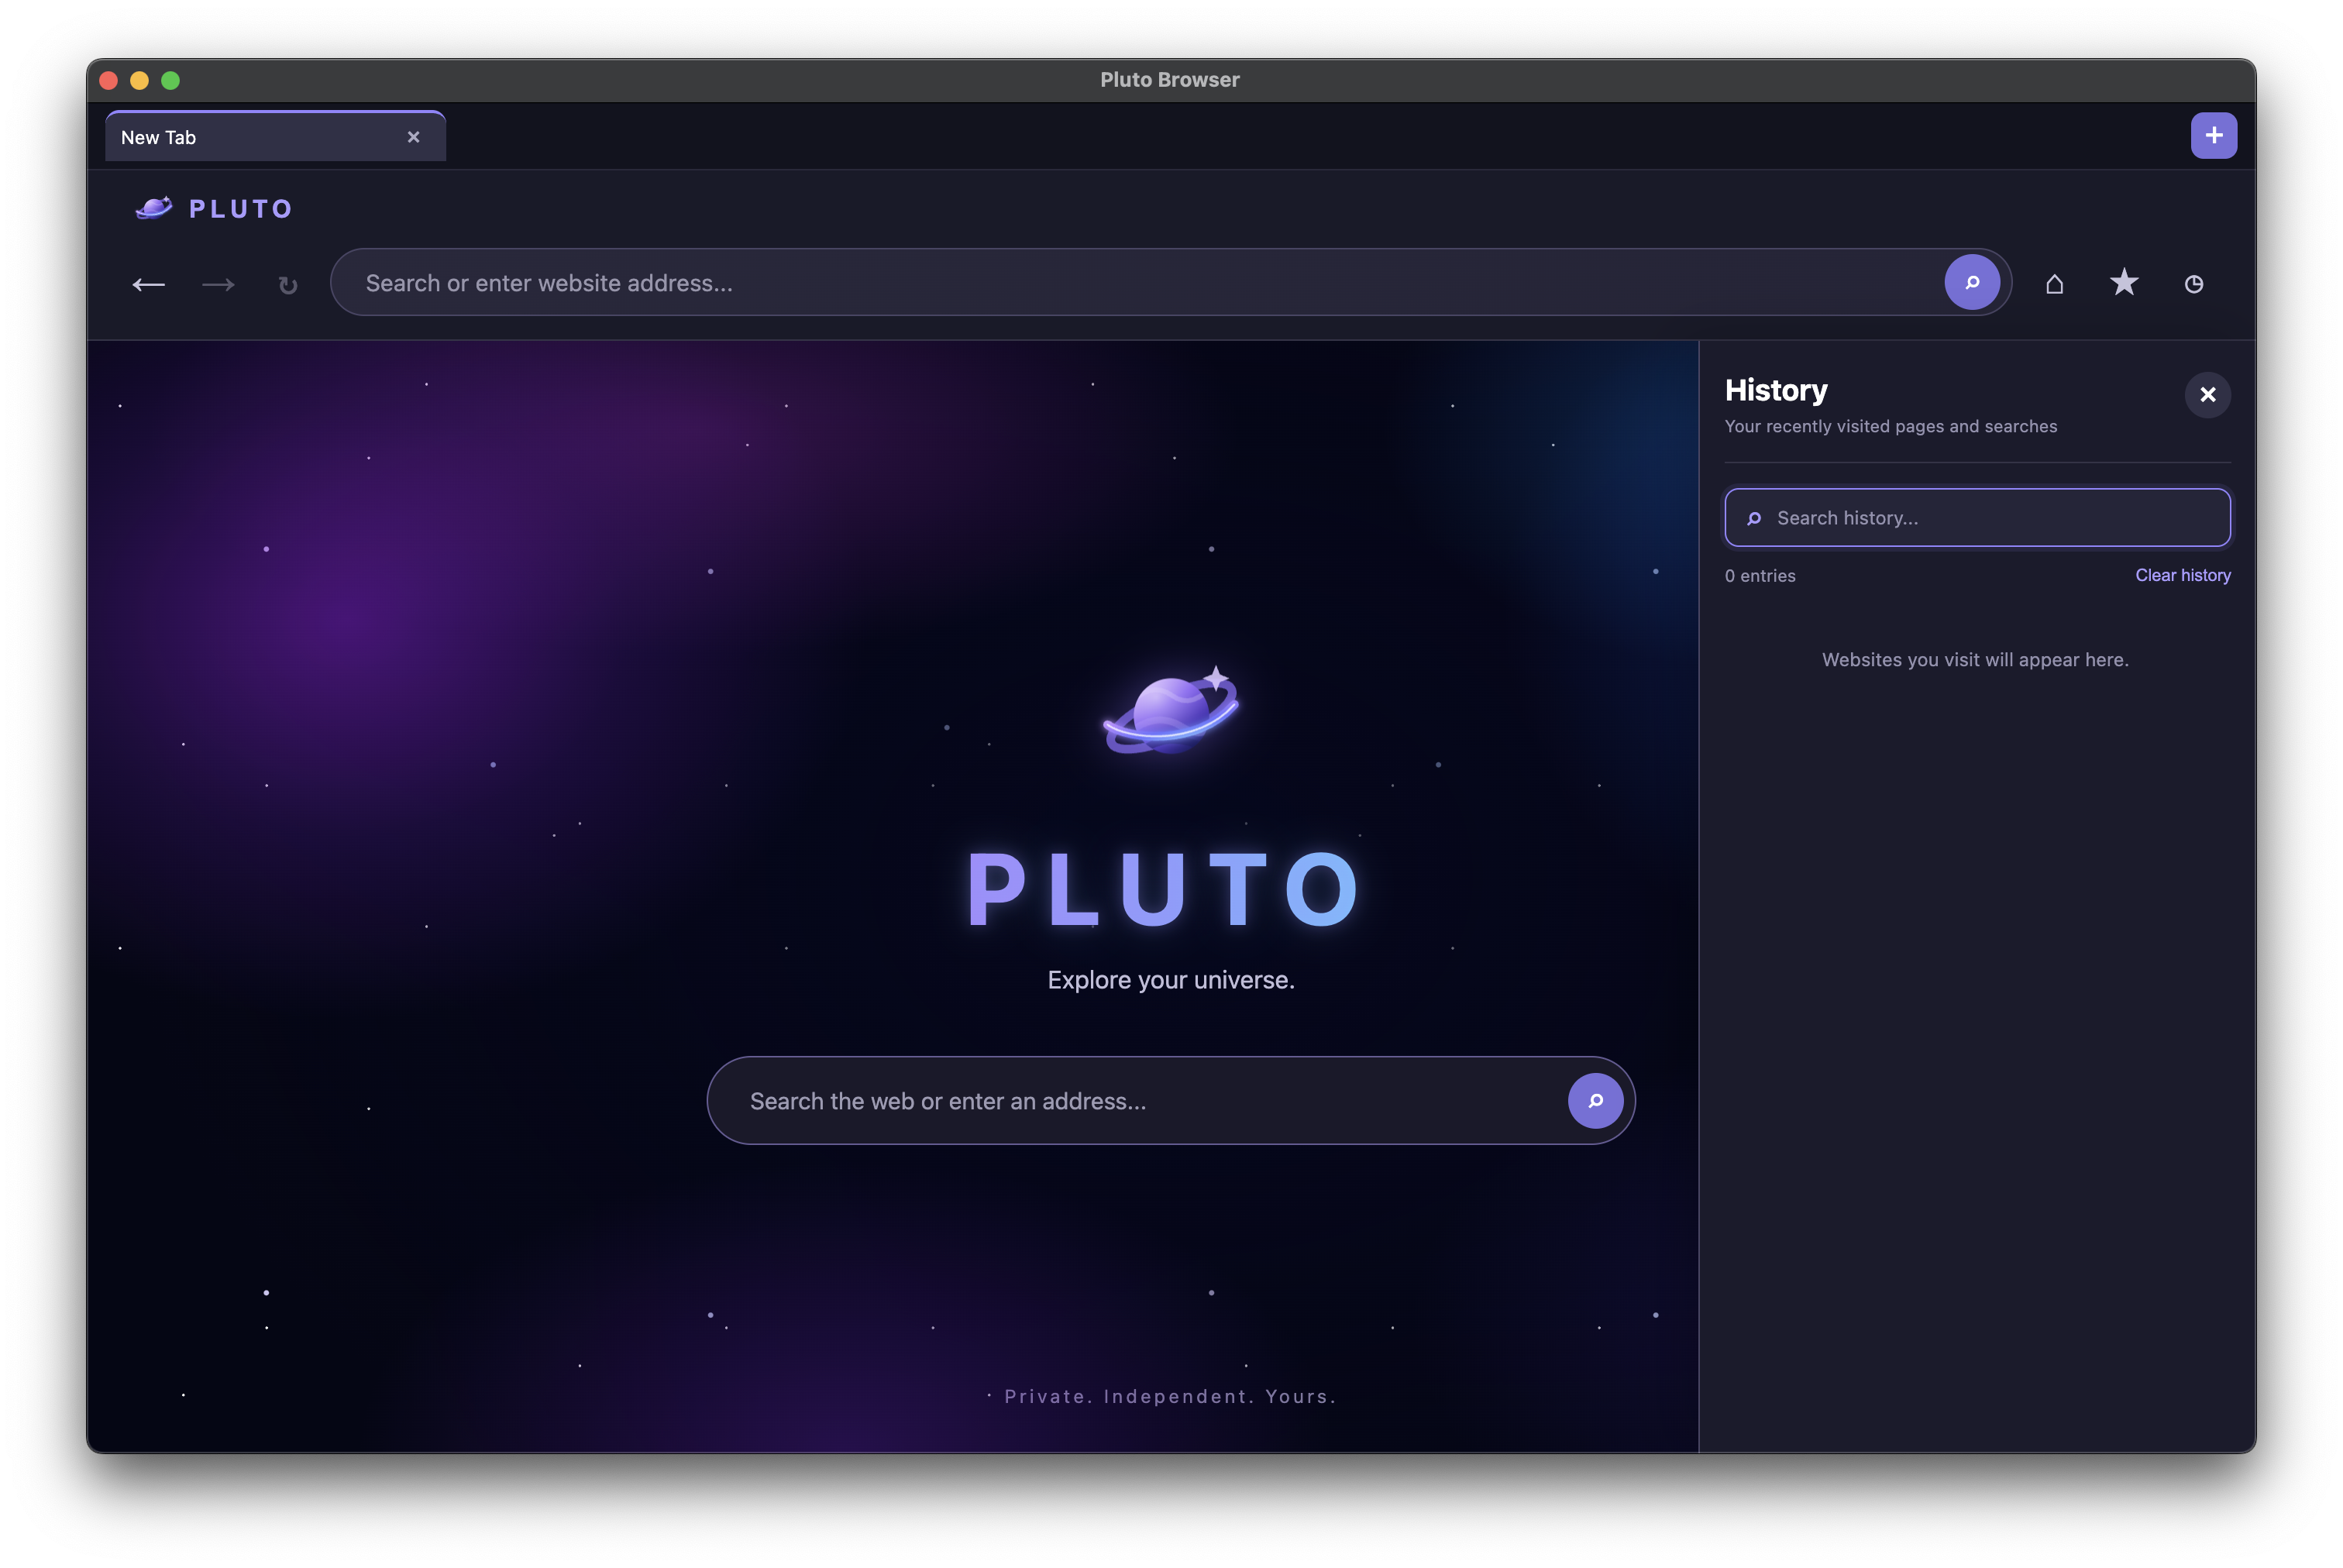 Pluto Browser
New Tab
PLUTO
Search or enter website address...
History
Your recently visited pages and searches
Search history...
0 entries
Clear history
Websites you visit will appear here.
PLUTO
Explore your universe.
Search the web or enter an address...
Private. Independent. Yours.